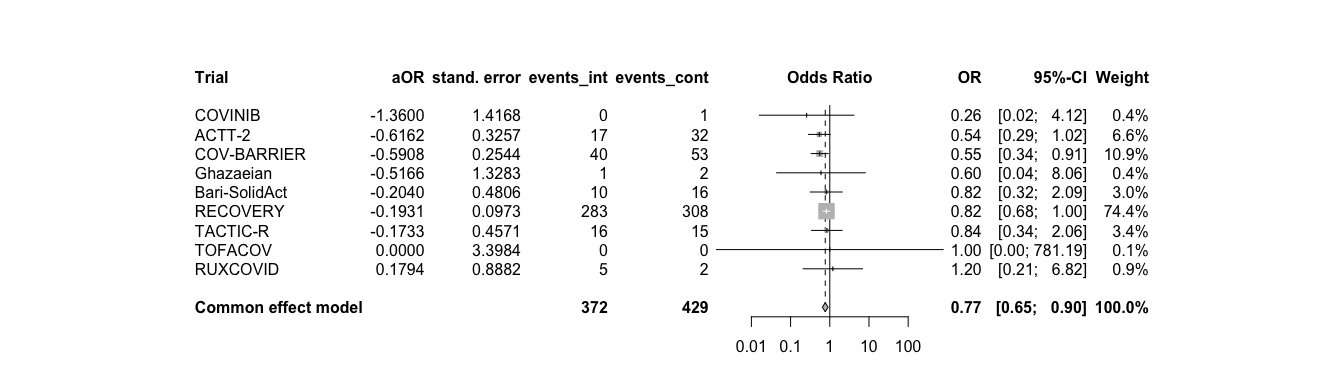 Trial aOR stand. error events_int events_cont Odds Ratio OR 95%-CI Weight
COVINIB -1.3600 1.4168 0 1 0.26 [0.02; 4.12] 0.4%
ACTT-2 -0.6162 0.3257 17 32 0.54 [0.29; 1.02] 6.6%
COV-BARRIER -0.5908 0.2544 40 53 0.55 [0.34; 0.91] 10.9%
Ghazaeian -0.5166 1.3283 1 2 0.60 [0.04; 8.06] 0.4%
Bari-SolidAct -0.2040 0.4806 10 16 0.82 [0.32; 2.09] 3.0%
RECOVERY -0.1931 0.0973 283 308 0.82 [0.68; 1.00] 74.4%
TACTIC-R -0.1733 0.4571 16 15 0.84 [0.34; 2.06] 3.4%
TOFACOV 0.0000 3.3984 0 0 1.00 [0.00; 781.19] 0.1%
RUXCOVID 0.1794 0.8882 5 2 1.20 [0.21; 6.82] 0.9%
Common effect model 372 429 0.77 [0.65; 0.90] 100.0%
0.01 0.1 1 10 100